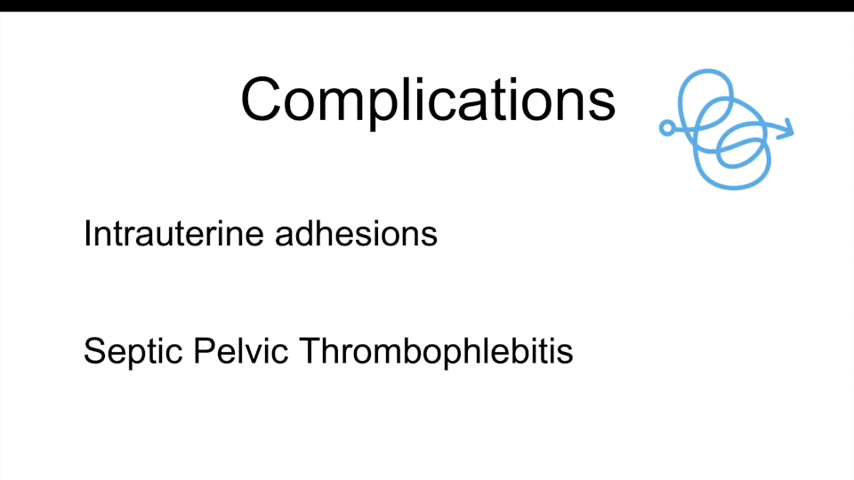 Complications
Intrauterine adhesions
Septic Pelvic Thrombophlebitis